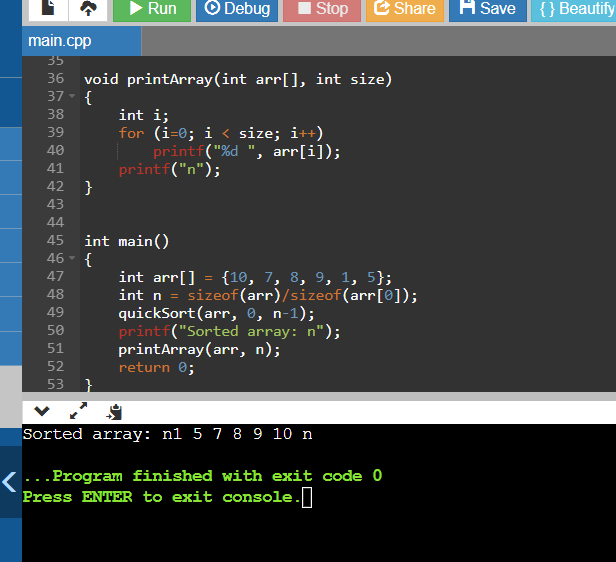 Run Debug Stop Share Save { } Beautify
main.cpp
35
36 void printArray(int arr[], int size)
37 {
38     int i;
39     for (i=0; i < size; i++)
40         printf("%d ", arr[i]);
41     printf("n");
42 }
43
44
45 int main()
46 {
47     int arr[] = {10, 7, 8, 9, 1, 5};
48     int n = sizeof(arr)/sizeof(arr[0]);
49     quickSort(arr, 0, n-1);
50     printf("Sorted array: n");
51     printArray(arr, n);
52     return 0;
53 }
Sorted array: n1 5 7 8 9 10 n
...Program finished with exit code 0
Press ENTER to exit console.